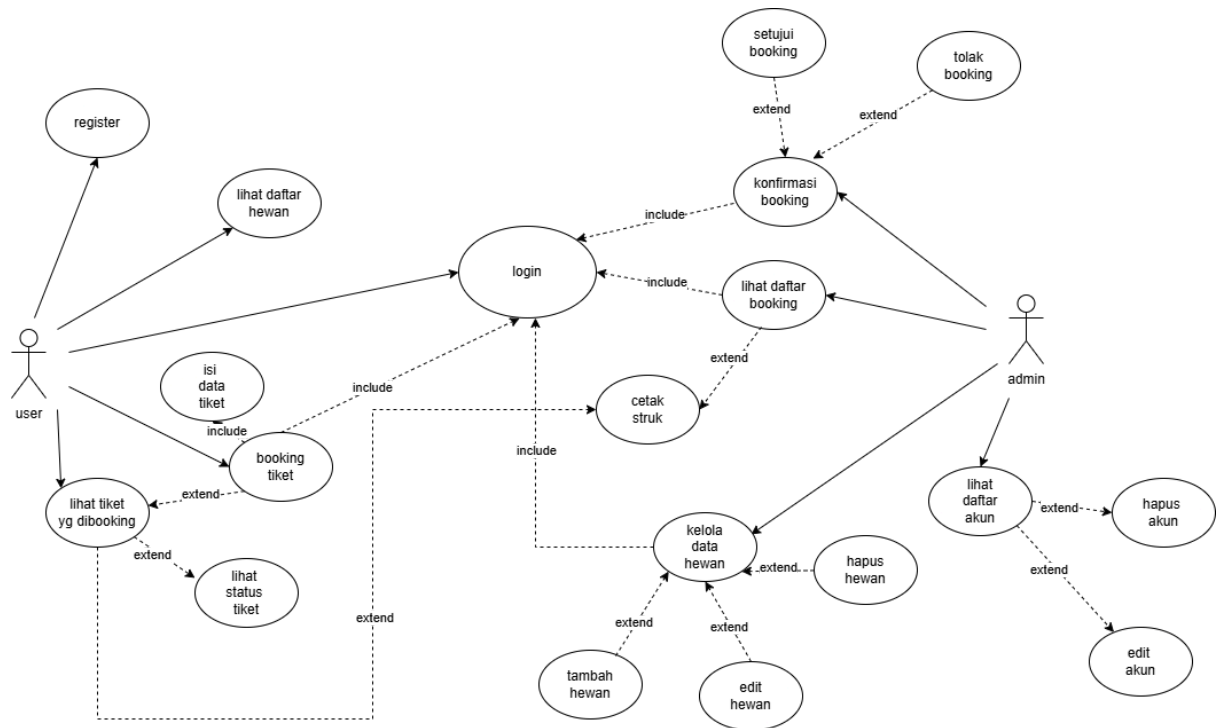 setujui
booking
tolak
booking
extend
extend
register
lihat daftar
hewan
konfirmasi
booking
include
login
include
lihat daftar
booking
extend
user
admin
isi
data
tiket
include
include
cetak
struk
booking
tiket
include
extend
lihat tiket
yg dibooking
extend
lihat
status
tiket
extend
kelola
data
hewan
extend
hapus
hewan
extend
extend
tambah
hewan
edit
hewan
lihat
daftar
akun
extend
hapus
akun
extend
edit
akun